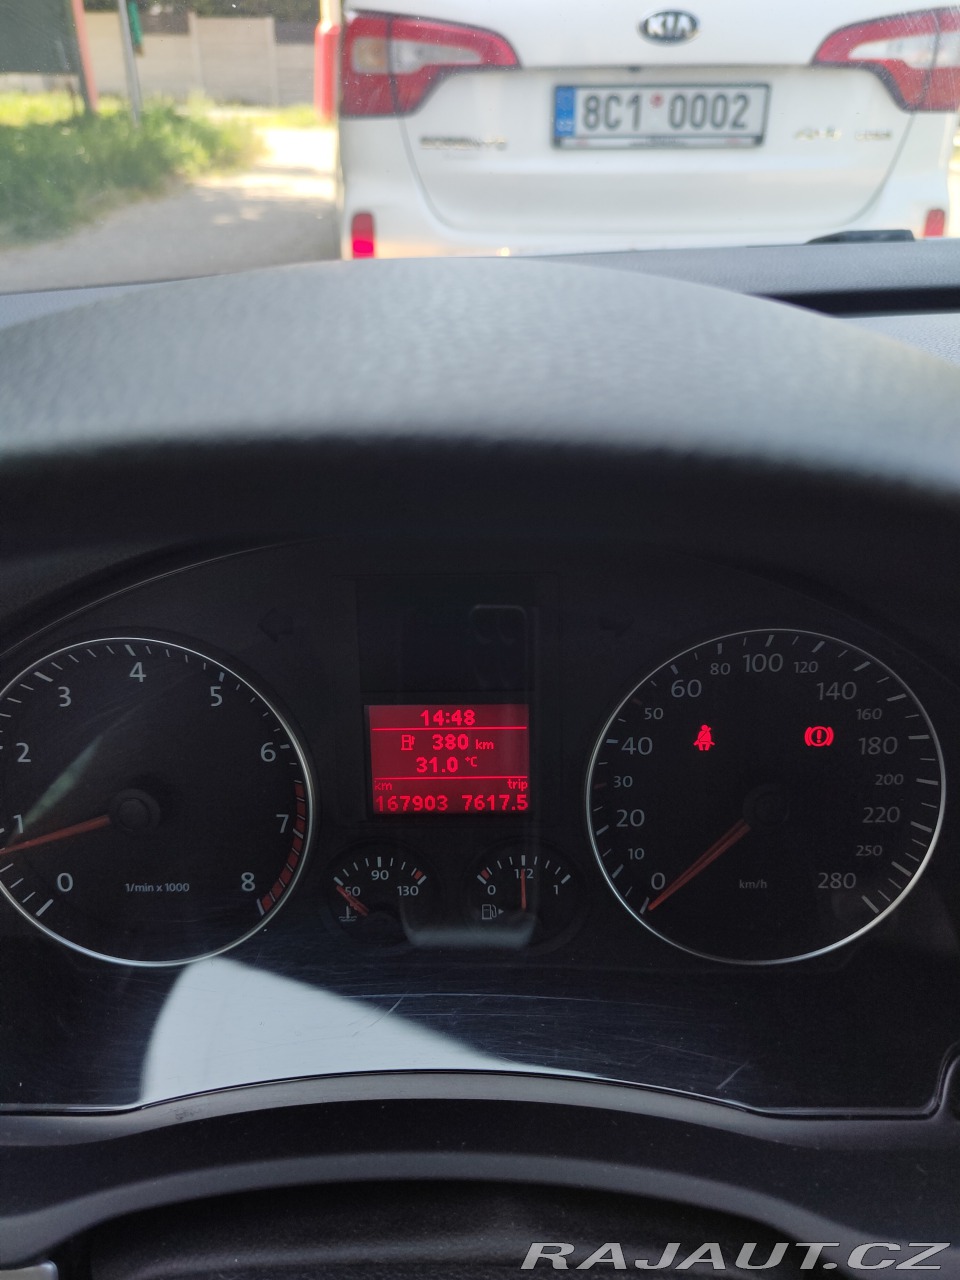 KIA
8C1 0002
CZ
14:48
380 km
31.0 °C
km trip
167903 7617.5
0 1 2 3 4 5 6 7 8
1/min x 1000
50 90 130
0 1/2 1
0 10 20 30 40 50 60 80 100 120 140 160 180 200 220 250 280
km/h
RAJAUT.CZ